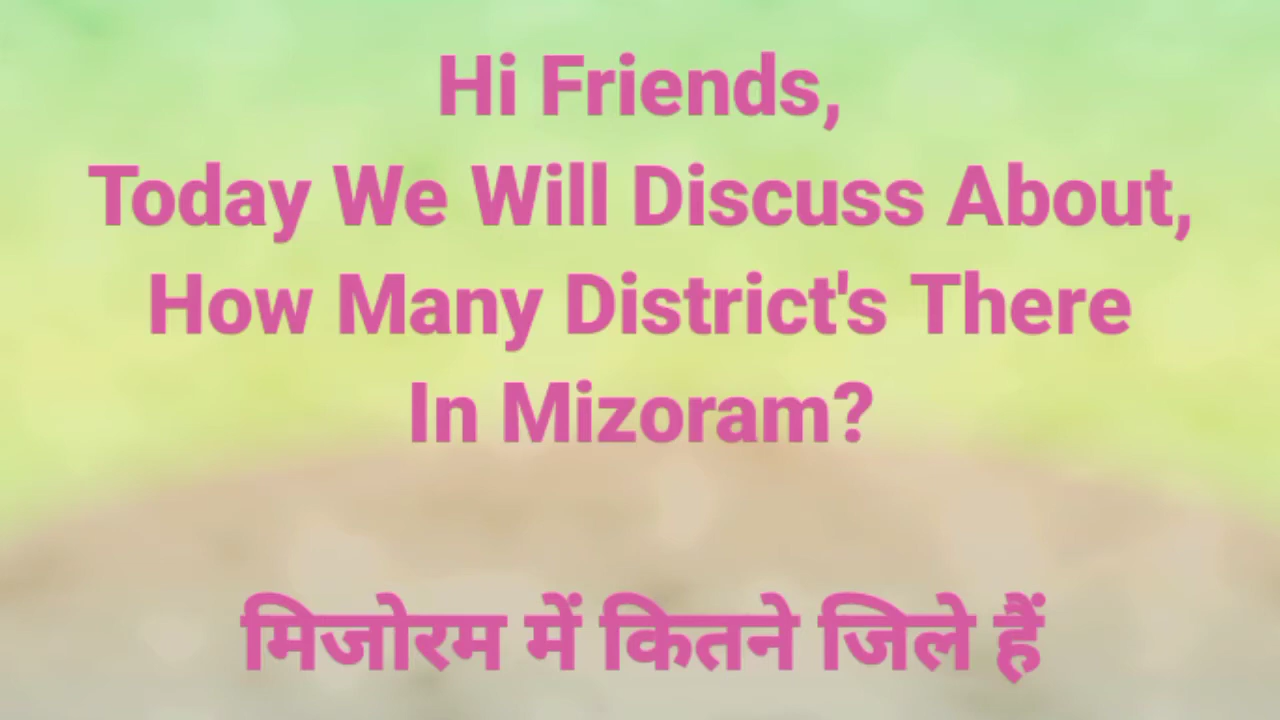 Hi Friends,
Today We Will Discuss About,
How Many District's There
In Mizoram?
मिजोरम में कितने जिले हैं